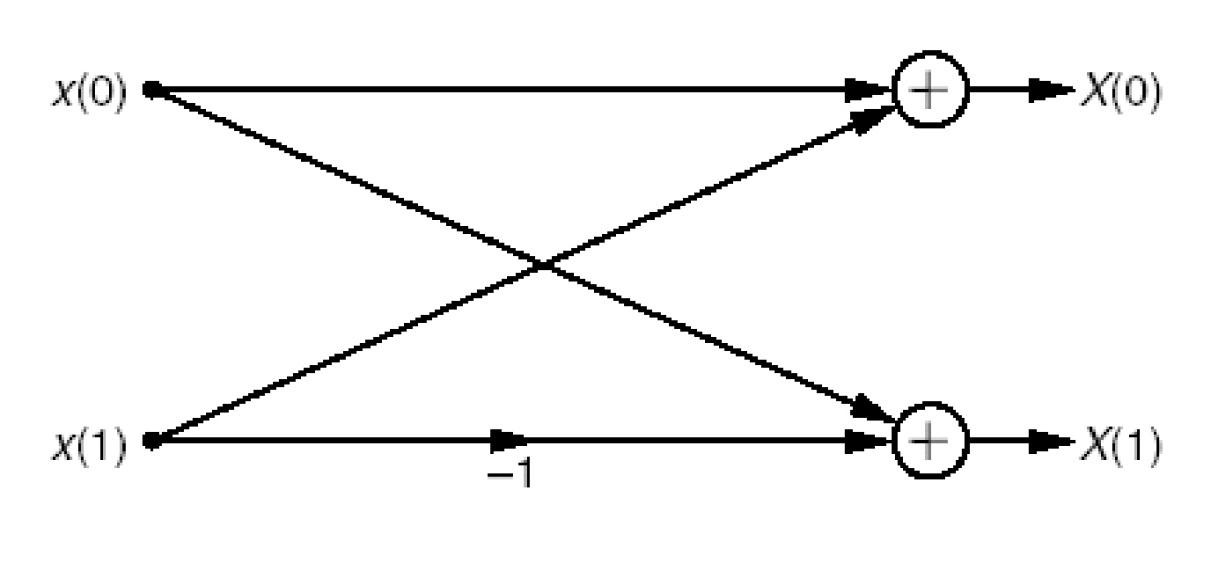 x(0) + X(0)
x(1) −1 + X(1)